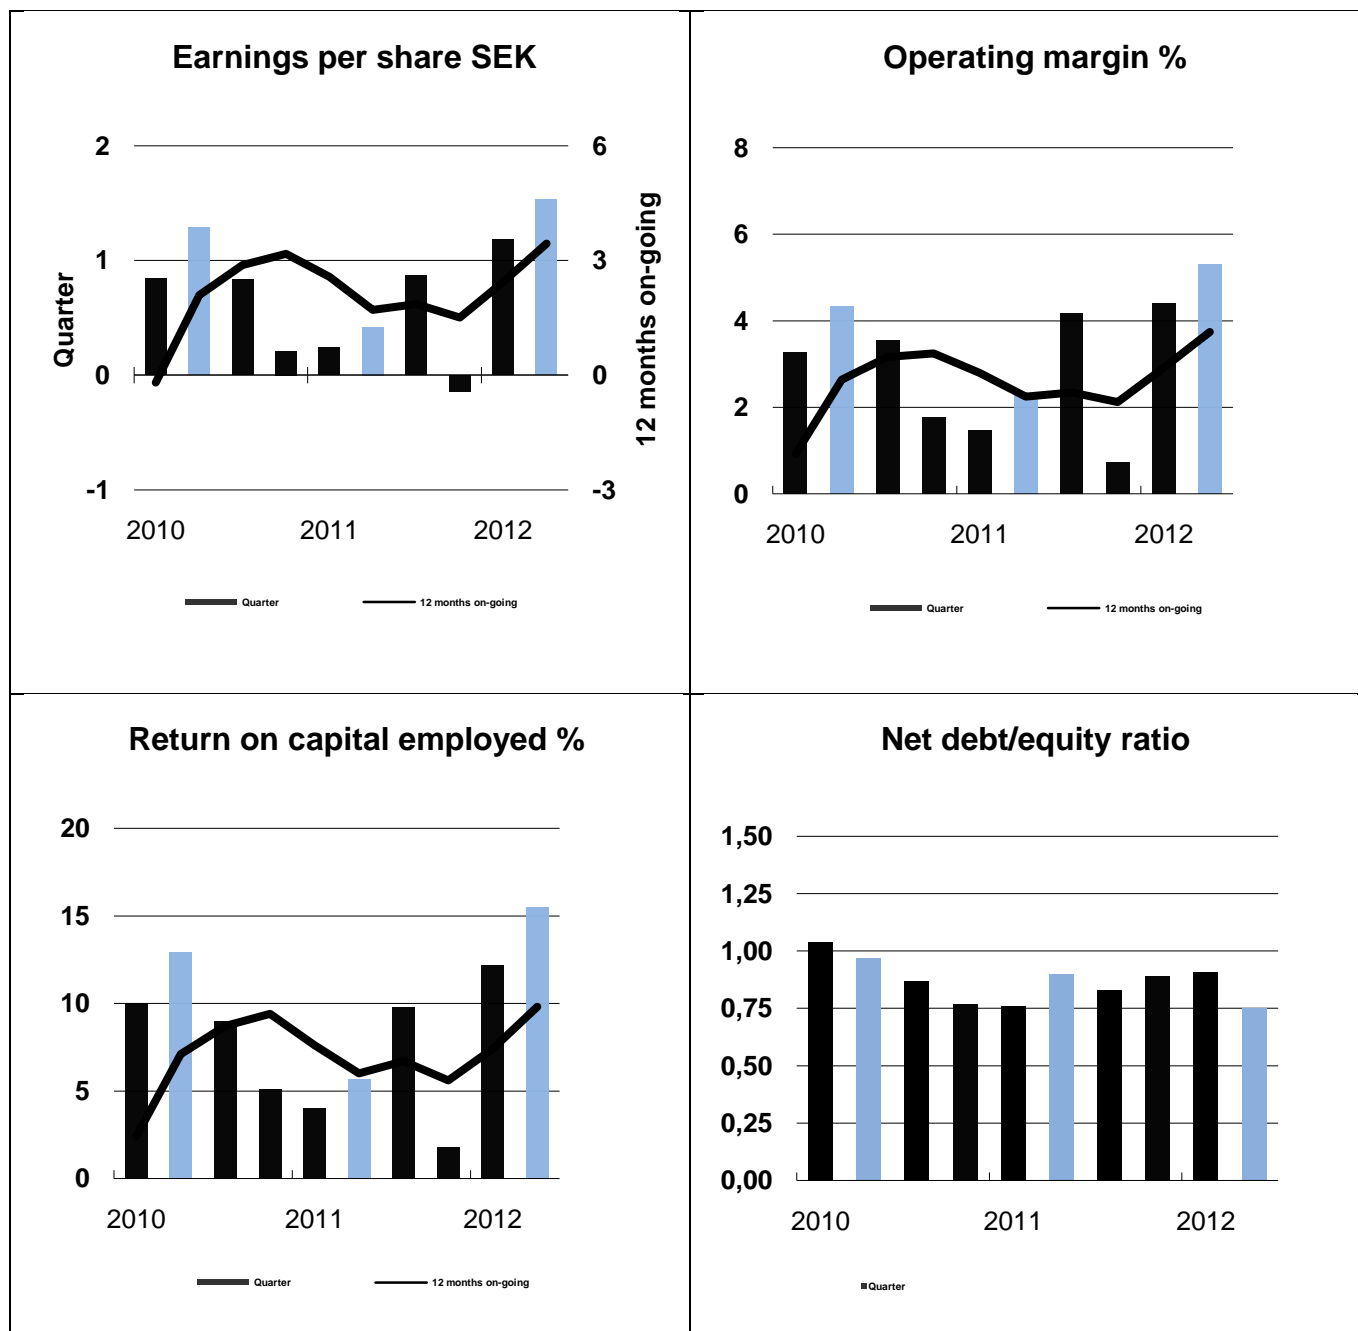 Earnings per share SEK
2
6
1
3
0
0
-1
-3
Quarter
12 months on-going
2010 2011 2012
Quarter 12 months on-going
Operating margin %
8
6
4
2
0
2010 2011 2012
Quarter 12 months on-going
Return on capital employed %
20
15
10
5
0
2010 2011 2012
Quarter 12 months on-going
Net debt/equity ratio
1,50
1,25
1,00
0,75
0,50
0,25
0,00
2010 2011 2012
Quarter